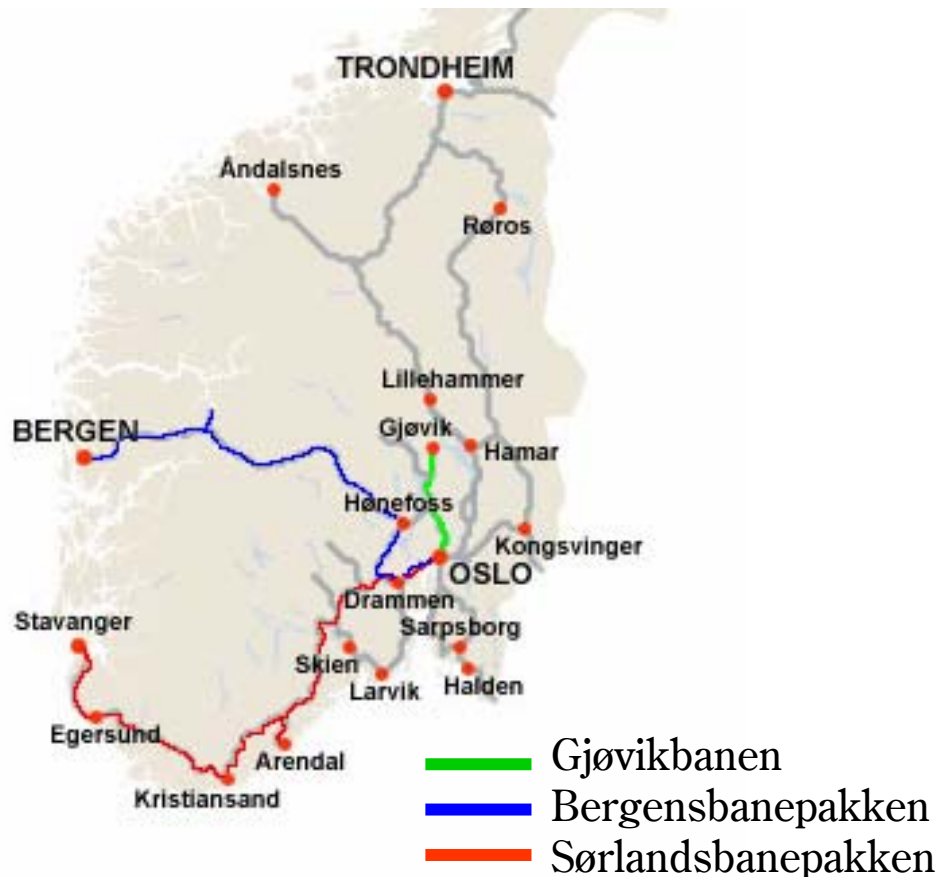 TRONDHEIM
Åndalsnes
Røros
Lillehammer
Gjøvik
BERGEN
Hamar
Hønefoss
Kongsvinger
OSLO
Drammen
Stavanger
Sarpsborg
Skien
Larvik
Halden
Egersund
Arendal
Kristiansand
Gjøvikbanen
Bergensbanepakken
Sørlandsbanepakken